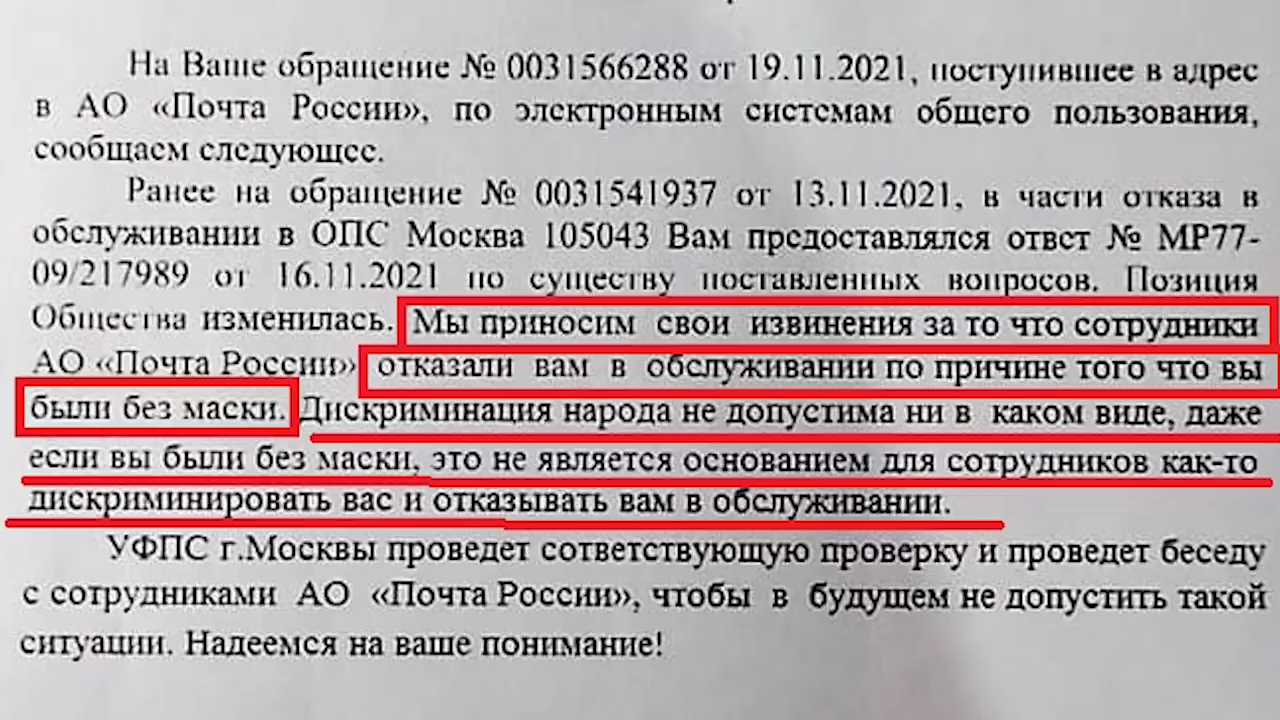 На Ваше обращение № 0031566288 от 19.11.2021, поступившее в адрес
в АО «Почта России», по электронным системам общего пользования,
сообщаем следующее.
Ранее на обращение № 0031541937 от 13.11.2021, в части отказа в
обслуживании в ОПС Москва 105043 Вам предоставлялся ответ № МР77-
09/217989 от 16.11.2021 по существу поставленных вопросов. Позиция
Общества изменилась. Мы приносим свои извинения за то что сотрудники
АО «Почта России» отказали вам в обслуживании по причине того что вы
были без маски. Дискриминация народа не допустима ни в каком виде, даже
если вы были без маски, это не является основанием для сотрудников как-то
дискриминировать вас и отказывать вам в обслуживании.
УФПС г.Москвы проведет сответствующую проверку и проведет беседу
с сотрудниками АО «Почта России», чтобы в будущем не допустить такой
ситуации. Надеемся на ваше понимание!